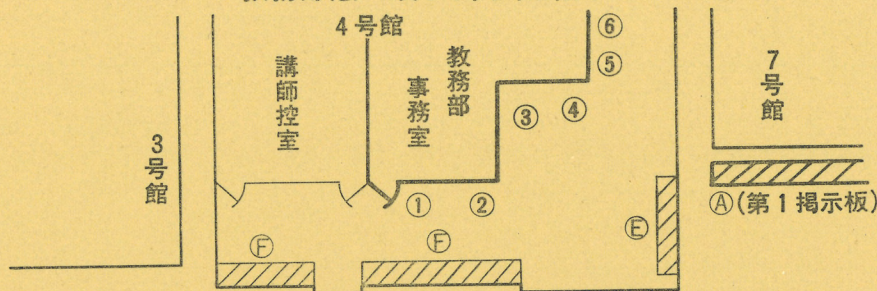 4号館
講師控室
教務部
事務室
⑥
⑤
④
③
②
①
3号館
7号館
Ⓐ(第1掲示板)
Ⓔ
Ⓕ
Ⓕ